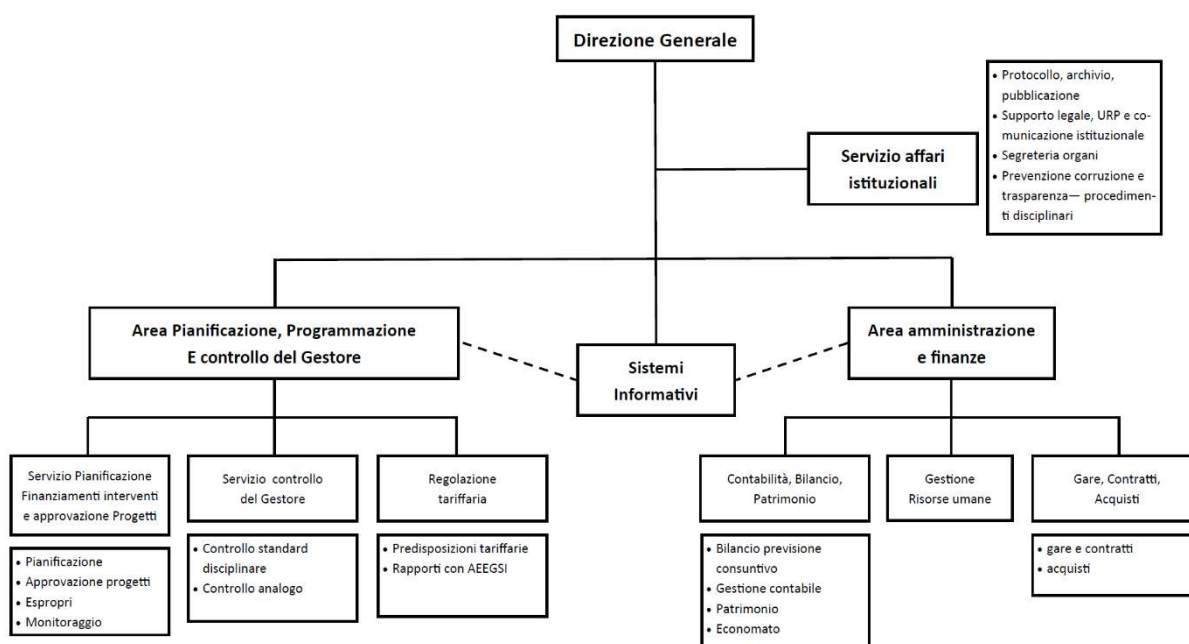 Direzione Generale
• Protocollo, archivio,
pubblicazione
• Supporto legale, URP e co-
municazione istituzionale
• Segreteria organi
• Prevenzione corruzione e
trasparenza— procedimen-
ti disciplinari
Servizio affari
istituzionali
Area Pianificazione, Programmazione
E controllo del Gestore
Sistemi
Informativi
Area amministrazione
e finanze
Servizio Pianificazione
Finanziamenti interventi
e approvazione Progetti
Servizio controllo
del Gestore
Regolazione
tariffaria
Contabilità, Bilancio,
Patrimonio
Gestione
Risorse umane
Gare, Contratti,
Acquisti
• Pianificazione
• Approvazione progetti
• Espropri
• Monitoraggio
• Controllo standard
disciplinare
• Controllo analogo
• Predisposizioni tariffarie
• Rapporti con AEEGSI
• Bilancio previsione
consuntivo
• Gestione contabile
• Patrimonio
• Economato
• gare e contratti
• acquisti